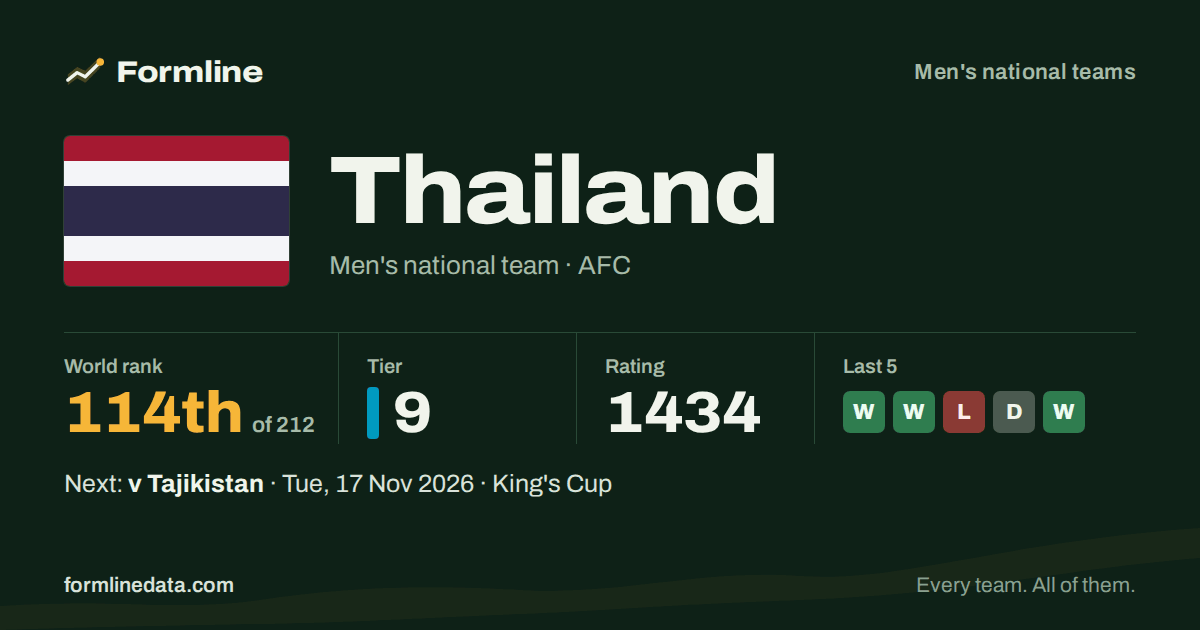 Formline
Men's national teams
Thailand
Men's national team · AFC
World rank
114th of 212
Tier
9
Rating
1434
Last 5
W W L D W
Next: v Tajikistan · Tue, 17 Nov 2026 · King's Cup
formlinedata.com
Every team. All of them.